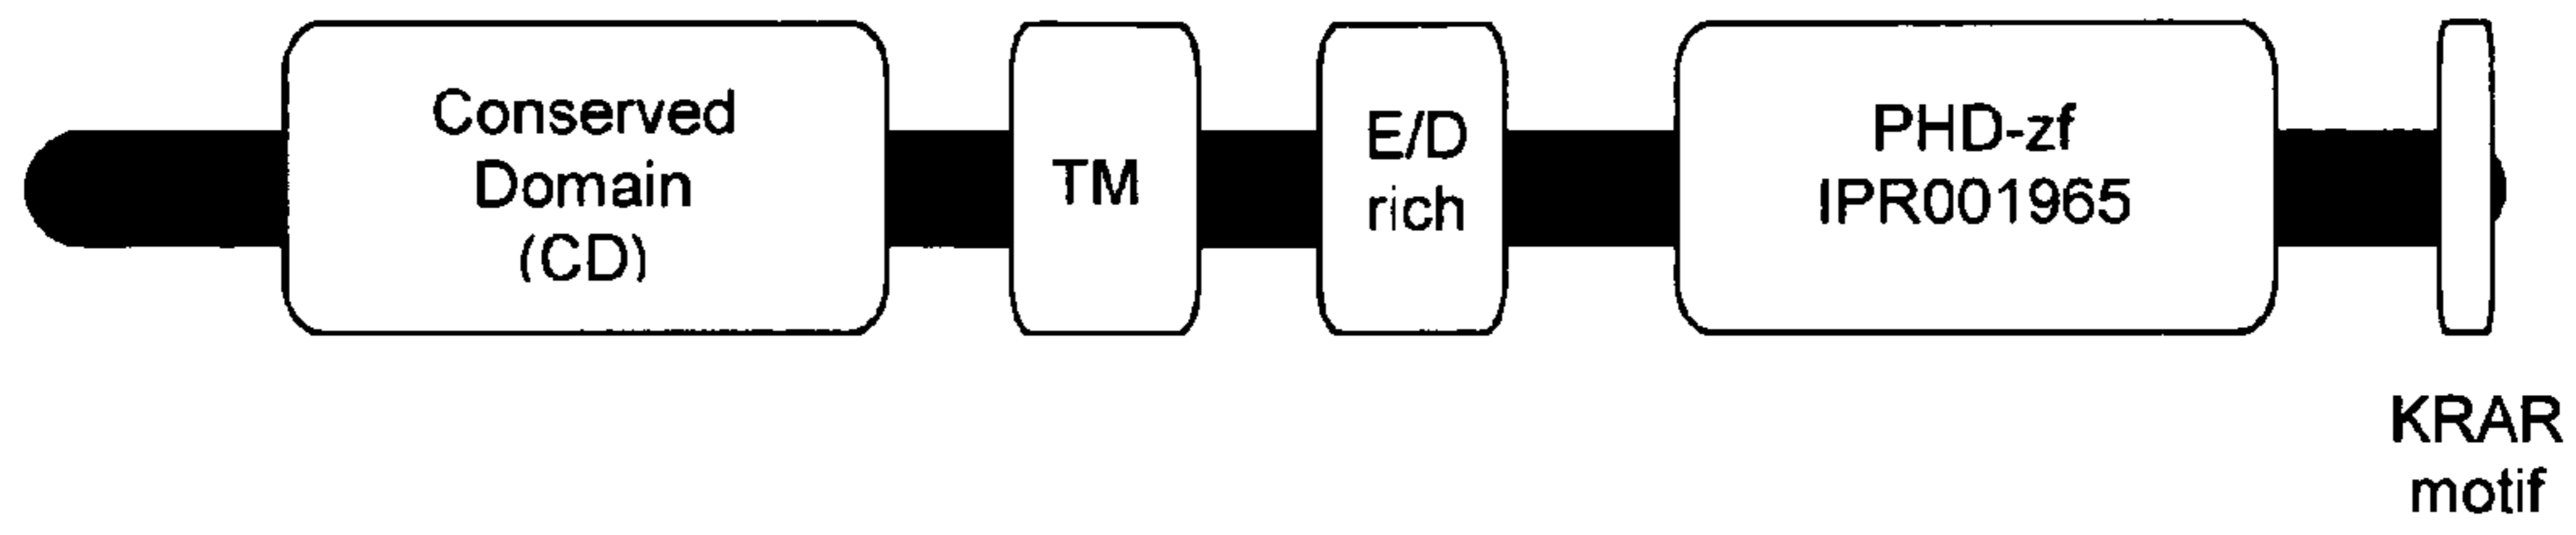 Conserved
Domain
(CD)
TM
E/D
rich
PHD-zf
IPR001965
KRAR
motif